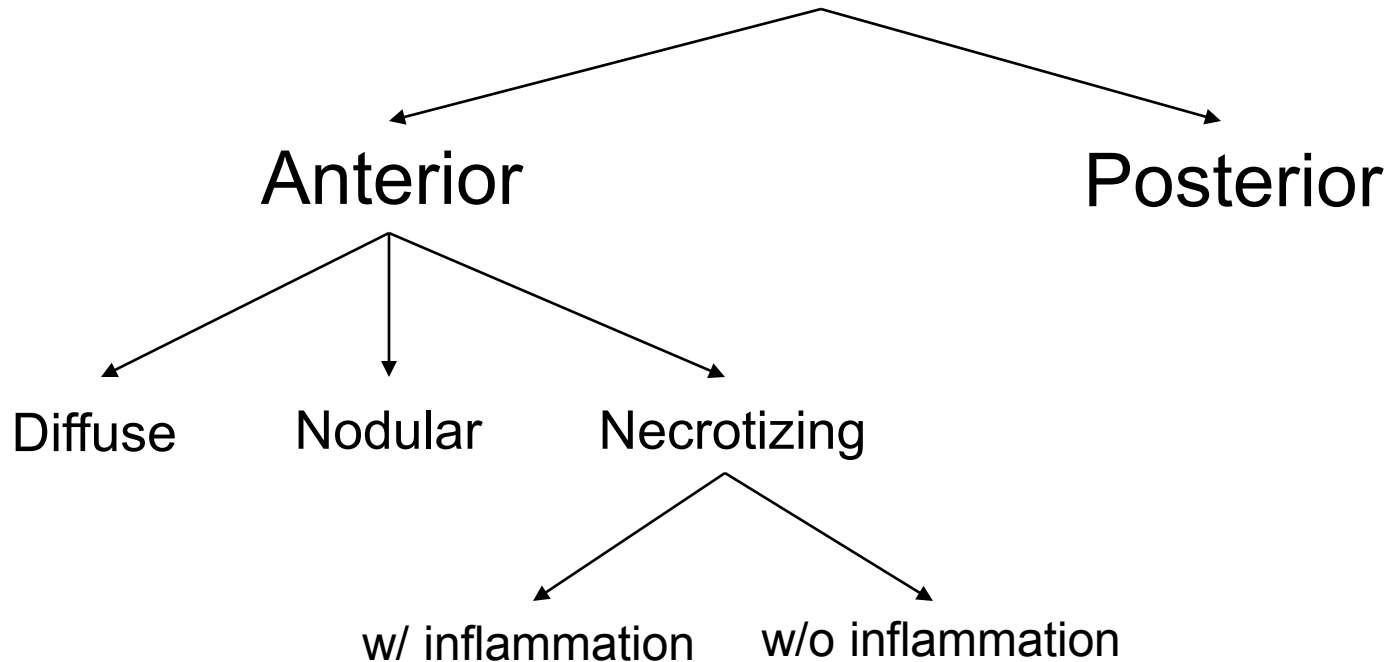 Anterior
Posterior
Diffuse
Nodular
Necrotizing
w/ inflammation
w/o inflammation